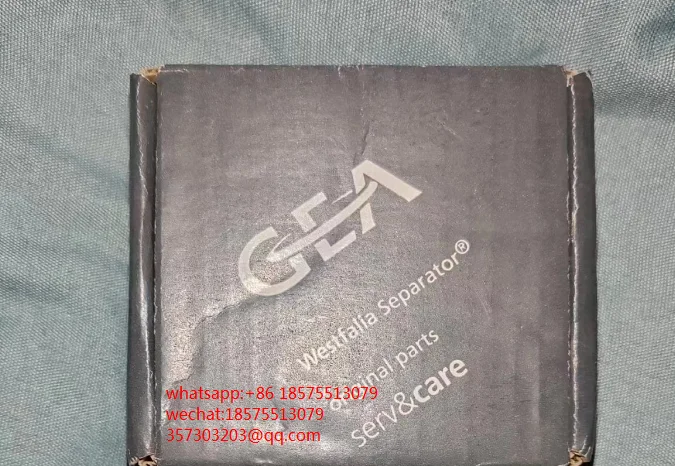 GEA
Westfalia Separator®
original parts
serv&care
whatsapp:+86 18575513079
wechat:18575513079
357303203@qq.com